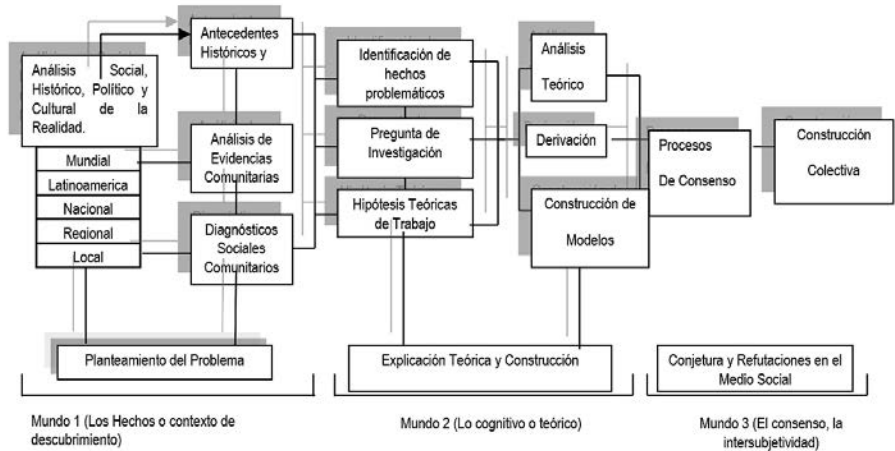 Análisis Social,
Histórico, Político y
Cultural de la
Realidad.
Mundial
Latinoamerica
Nacional
Regional
Local
Antecedentes
Históricos y
Análisis de
Evidencias
Comunitarias
Diagnósticos
Sociales
Comunitarios
Planteamiento del Problema
Mundo 1 (Los Hechos o contexto de
descubrimiento)
Identificación de
hechos
problemáticos
Pregunta de
Investigación
Hipótesis Teóricas
de Trabajo
Análisis
Teórico
Derivación
Construcción de
Modelos
Explicación Teórica y Construcción
Mundo 2 (Lo cognitivo o teórico)
Procesos
De Consenso
Construcción
Colectiva
Conjetura y Refutaciones en el
Medio Social
Mundo 3 (El consenso, la
intersubjetividad)